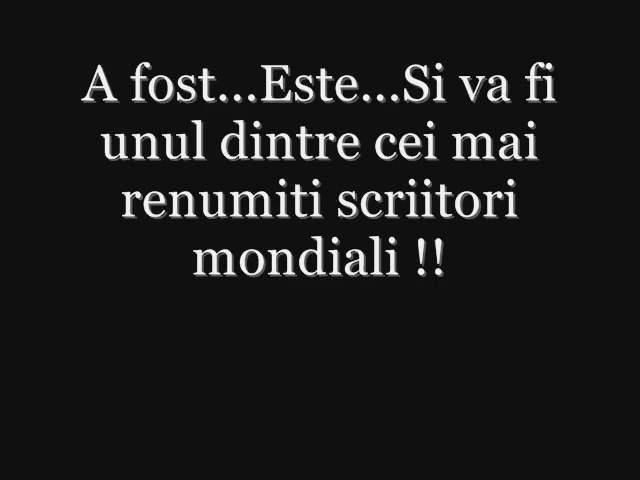 A fost...Este...Si va fi
unul dintre cei mai
renumiti scriitori
mondiali !!